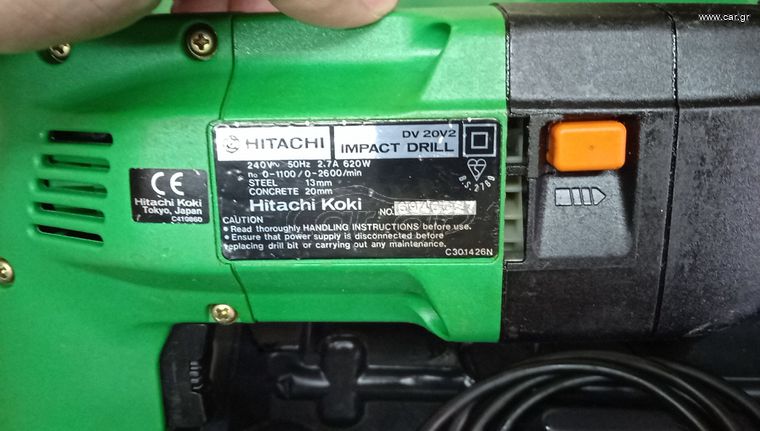 www.car.gr
HITACHI
DV 20V2
IMPACT DRILL
240V~ 50Hz 2.7A 620W
no 0-1100/0-2600/min
STEEL 13mm
CONCRETE 20mm
Hitachi Koki NO.
CAUTION
• Read thoroughly HANDLING INSTRUCTIONS before use.
• Ensure that power supply is disconnected before
replacing drill bit or carrying out any maintenance.
C301426N
B.S. 2769
CE
Hitachi Koki
Tokyo, Japan
C410860